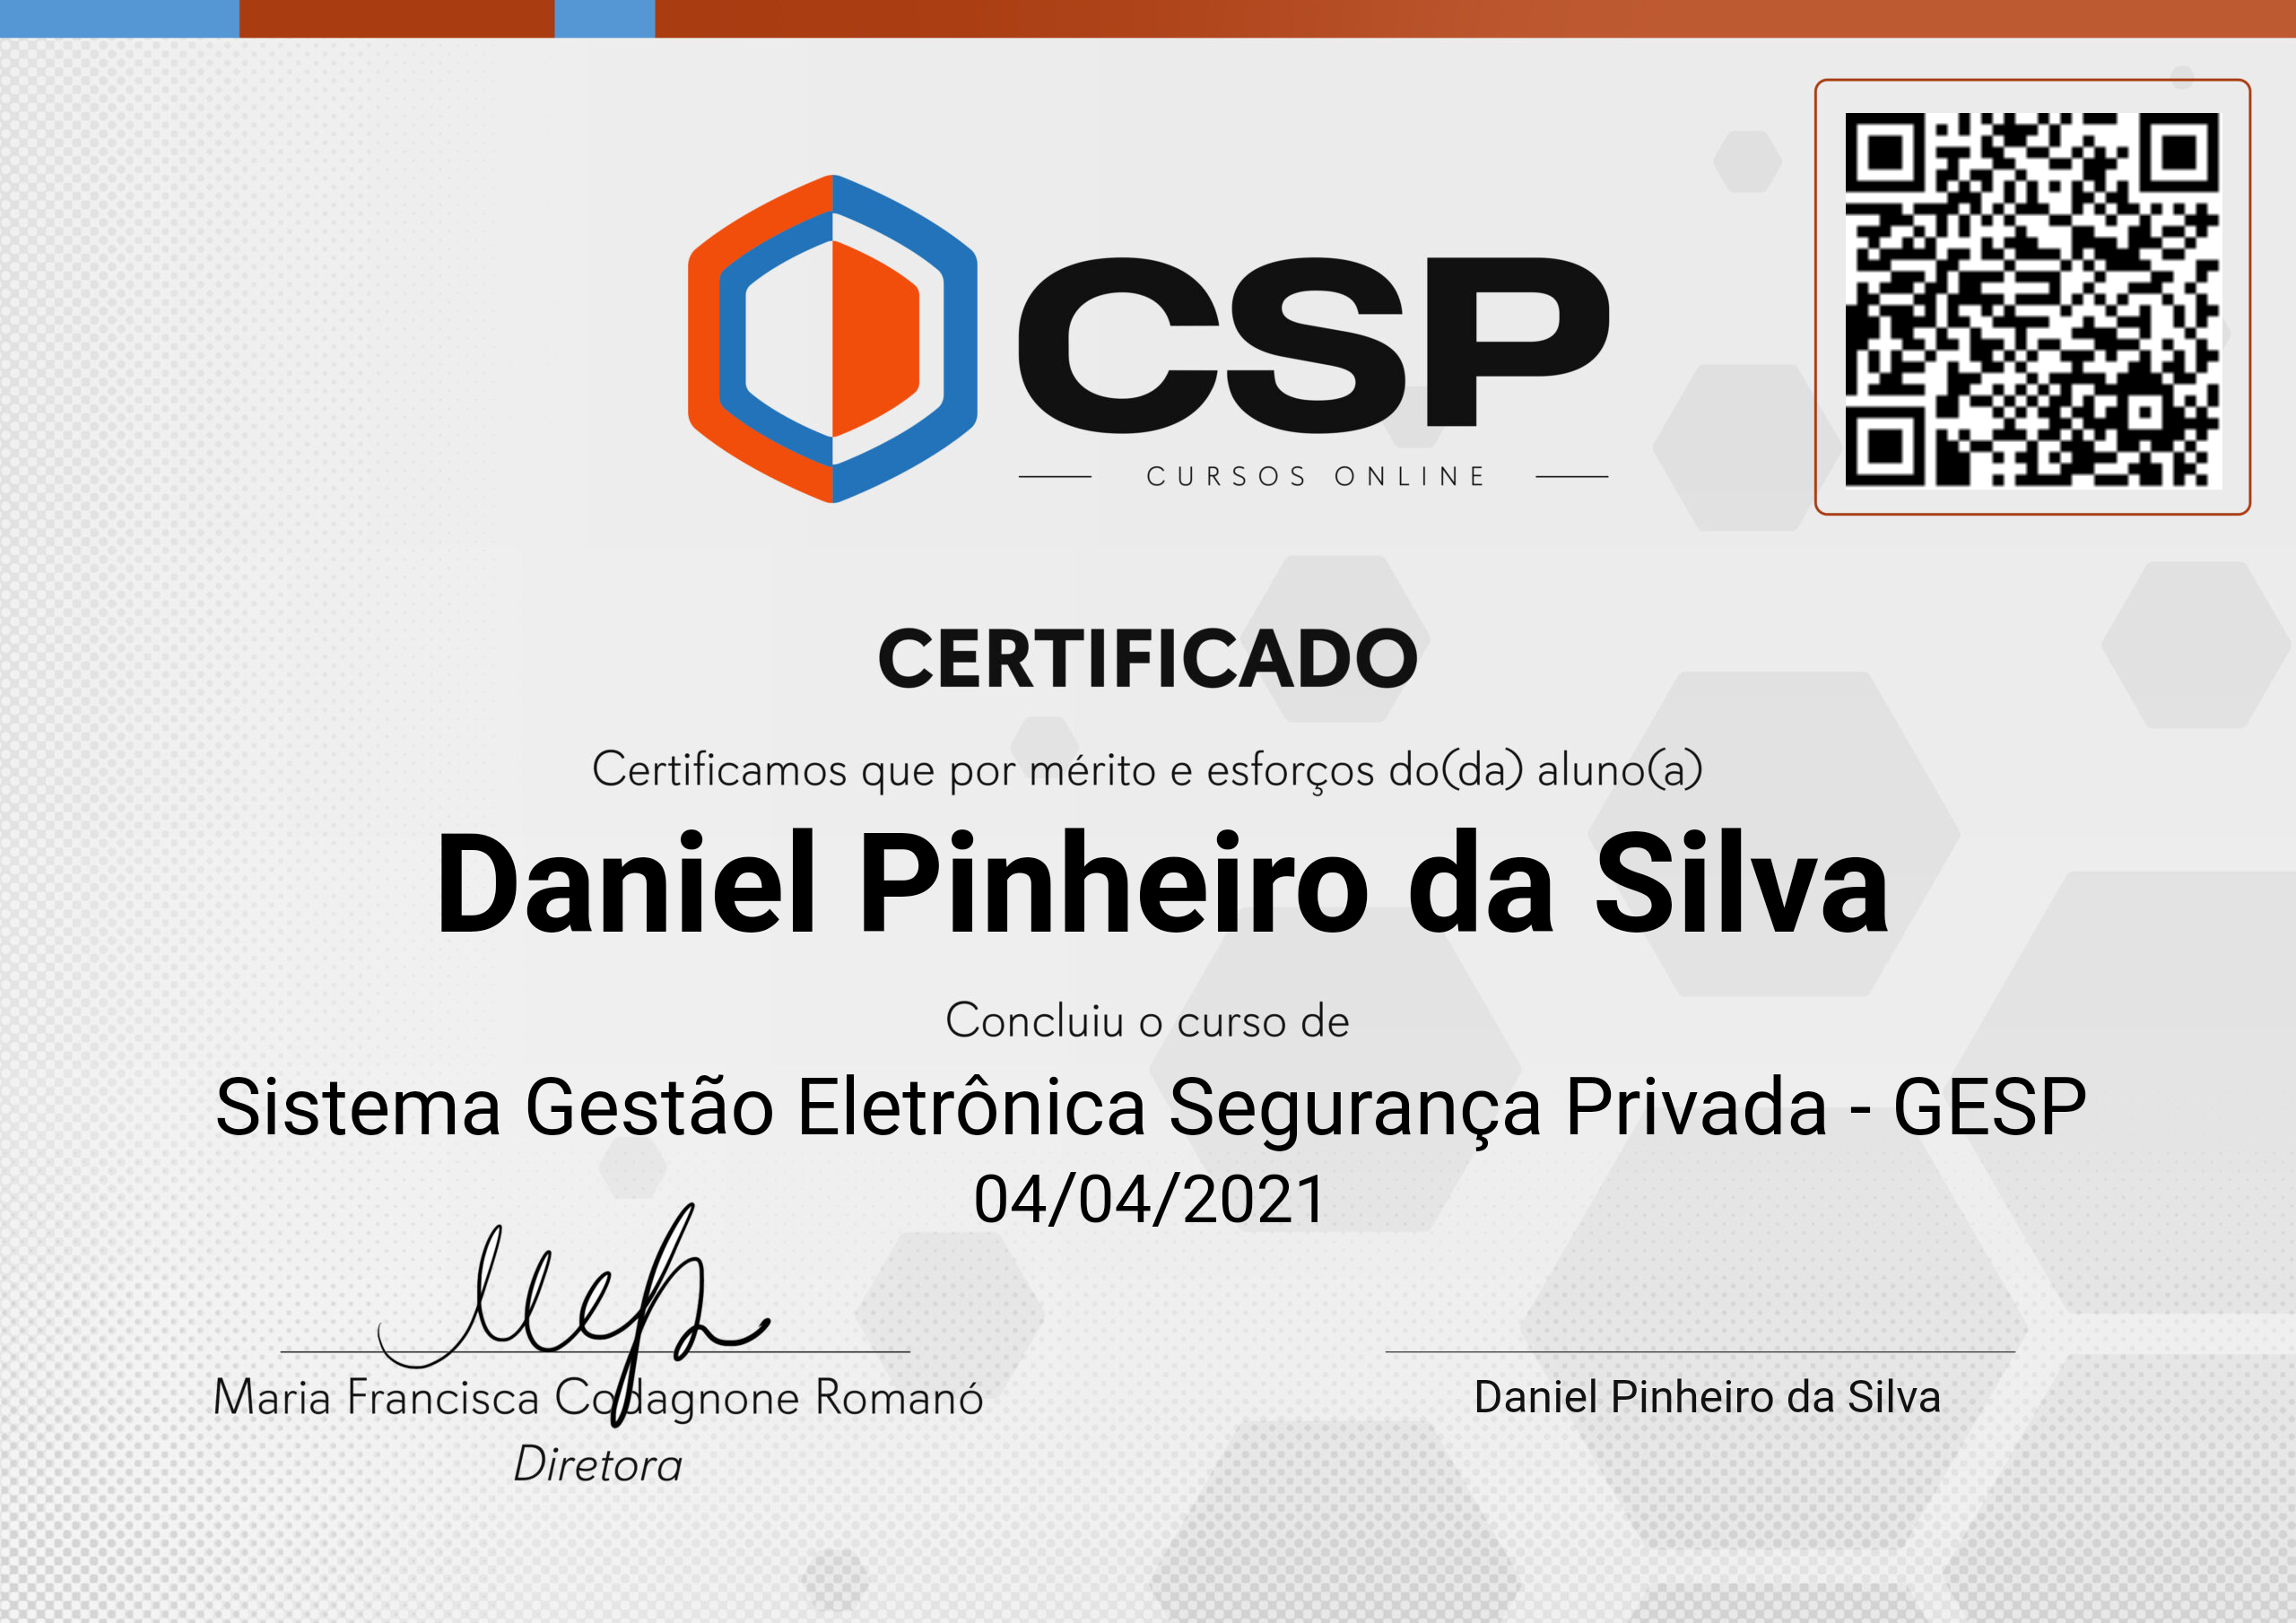 CSP
CURSOS ONLINE
CERTIFICADO
Certificamos que por mérito e esforços do(da) aluno(a)
Daniel Pinheiro da Silva
Concluiu o curso de
Sistema Gestão Eletrônica Segurança Privada - GESP
04/04/2021
Maria Francisca Codagnone Romanó
Diretora
Daniel Pinheiro da Silva